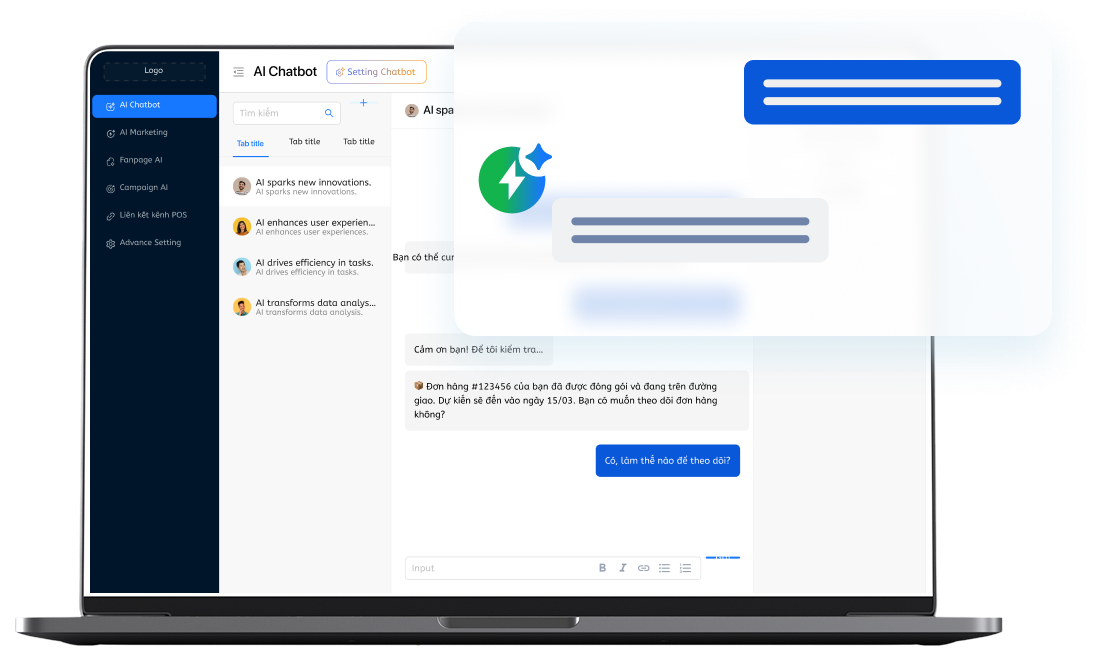 Logo
AI Chatbot
AI Marketing
Fanpage AI
Campaign AI
Liên kết kênh POS
Advance Setting
AI Chatbot
Setting Chatbot
Tìm kiếm
Tab title
Tab title
Tab title
AI sparks new innovations.
AI sparks new innovations.
AI enhances user experien...
AI enhances user experiences.
AI drives efficiency in tasks.
AI drives efficiency in tasks.
AI transforms data analys...
AI transforms data analysis.
AI spa
Bạn có thể cun
Cảm ơn bạn! Để tôi kiểm tra...
📦 Đơn hàng #123456 của bạn đã được đóng gói và đang trên đường
giao. Dự kiến sẽ đến vào ngày 15/03. Bạn có muốn theo dõi đơn hàng
không?
Có, làm thế nào để theo dõi?
Input
B I